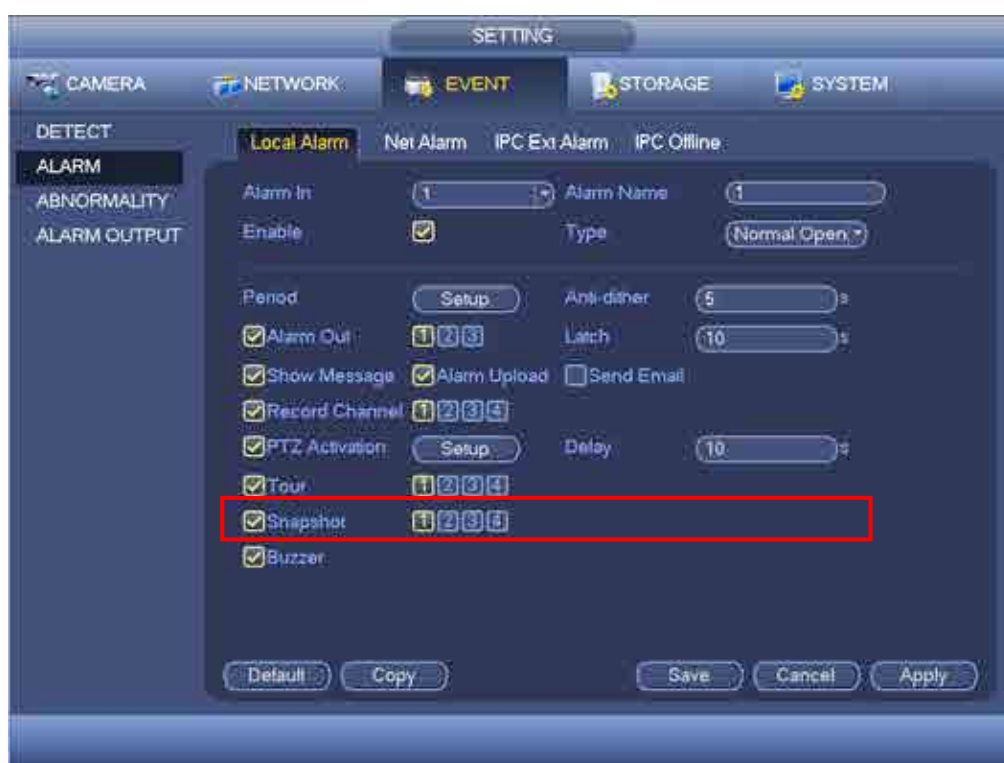 SETTING
CAMERA NETWORK EVENT STORAGE SYSTEM
DETECT
ALARM
ABNORMALITY
ALARM OUTPUT
Local Alarm Net Alarm IPC Ext Alarm IPC Offline
Alarm In 1 Alarm Name 1
Enable Type Normal Open
Period Setup Anti-dither 5 s
Alarm Out 1 2 3 Latch 10 s
Show Message Alarm Upload Send Email
Record Channel 1 2 3 4
PTZ Activation Setup Delay 10 s
Tour 1 2 3 4
Snapshot 1 2 3 4
Buzzer
Default Copy Save Cancel Apply